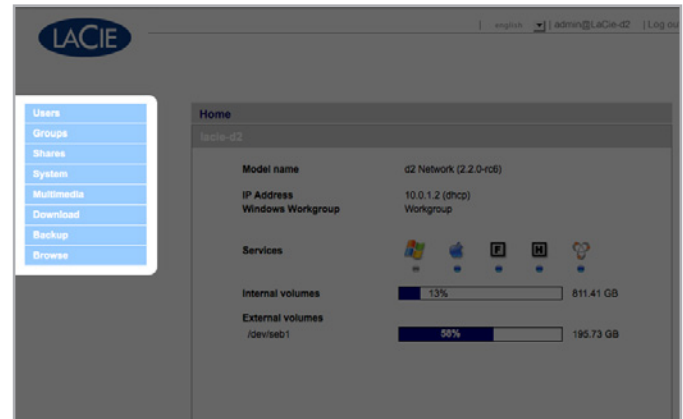 LACIE
| english | admin@LaCie-d2 | Log ou
Users
Groups
Shares
System
Multimedia
Download
Backup
Browse
Home
lacie-d2
Model name d2 Network (2.2.0-rc6)
IP Address 10.0.1.2 (dhcp)
Windows Workgroup Workgroup
Services F H
Internal volumes 13% 811.41 GB
External volumes
/dev/seb1 58% 195.73 GB